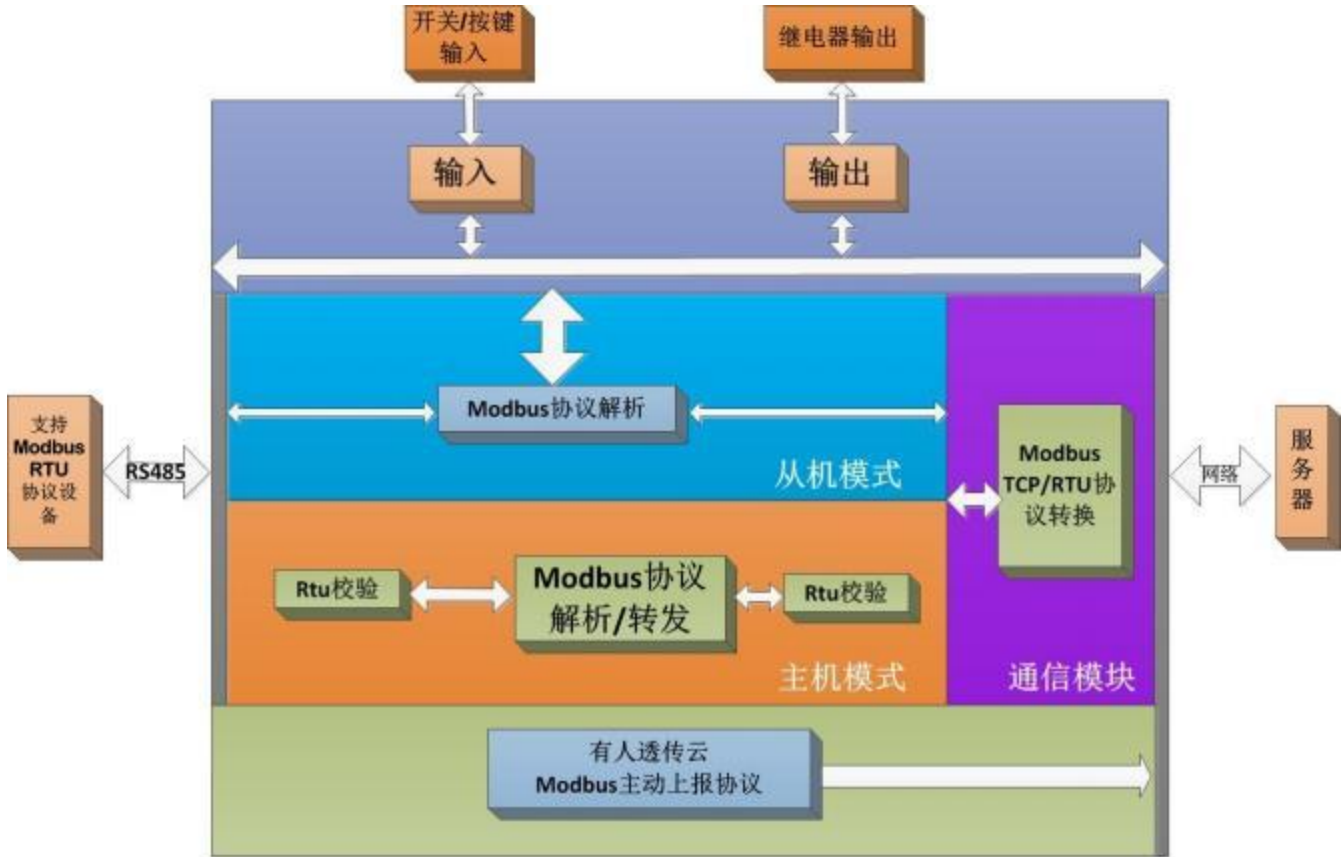 开关/按键
输入
继电器输出
输入
输出
Modbus协议解析
从机模式
支持
Modbus
RTU
协议设
备
RS485
Modbus
TCP/RTU协
议转换
网络
服
务
器
Rtu校验
Modbus协议
解析/转发
Rtu校验
主机模式
通信模块
有人透传云
Modbus主动上报协议